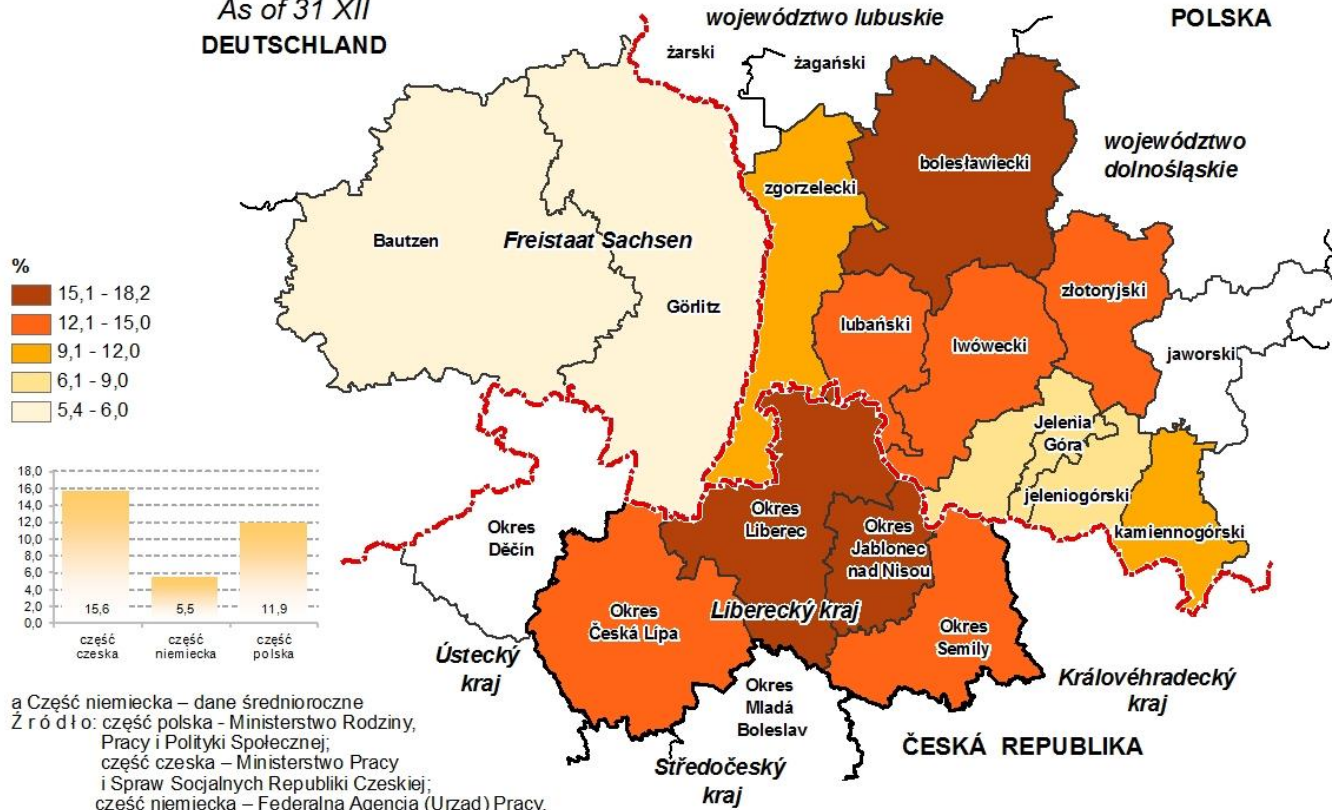 As of 31 XII
DEUTSCHLAND
województwo lubuskie
POLSKA
żarski
żagański
województwo
dolnośląskie
bolesławiecki
zgorzelecki
Bautzen
Freistaat Sachsen
Görlitz
złotoryjski
lubański
lwówecki
jaworski
%
15,1 - 18,2
12,1 - 15,0
9,1 - 12,0
6,1 - 9,0
5,4 - 6,0
Jelenia
Góra
jeleniogórski
kamiennogórski
Okres
Děčín
Okres
Liberec
Okres
Jablonec
nad Nisou
Okres
Česká Lípa
Liberecký kraj
Okres
Semily
Ústecký
kraj
Okres
Mladá
Boleslav
Královéhradecký
kraj
ČESKÁ REPUBLIKA
Středočeský
kraj
18,0
16,0
14,0
12,0
10,0
8,0
6,0
4,0
2,0
0,0
15,6
5,5
11,9
część
czeska
część
niemiecka
część
polska
a Część niemiecka – dane średnioroczne
Ź r ó d ł o: część polska - Ministerstwo Rodziny,
Pracy i Polityki Społecznej;
część czeska – Ministerstwo Pracy
i Spraw Socjalnych Republiki Czeskiej;
część niemiecka – Federalna Agencja (Urząd) Pracy.